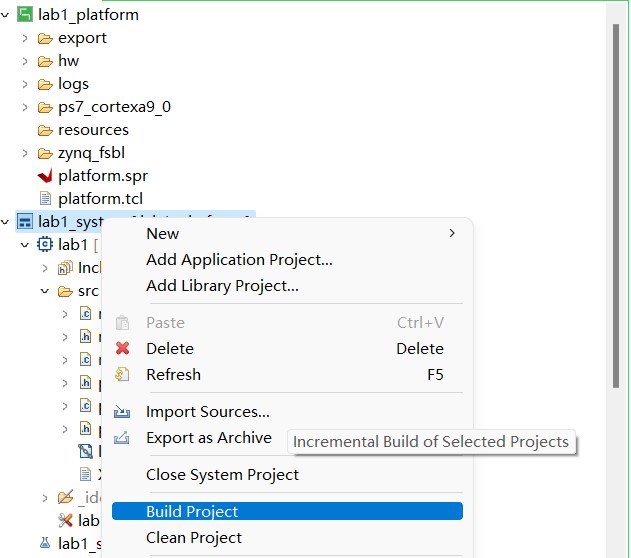 lab1_platform
export
hw
logs
ps7_cortexa9_0
resources
zynq_fsbl
platform.spr
platform.tcl
lab1_syst
lab1 [
Incl
src
New
Add Application Project...
Add Library Project...
Paste Ctrl+V
Delete Delete
Refresh F5
Import Sources...
Export as Archive
Incremental Build of Selected Projects
Close System Project
Build Project
Clean Project
_ide
lab
lab1_s